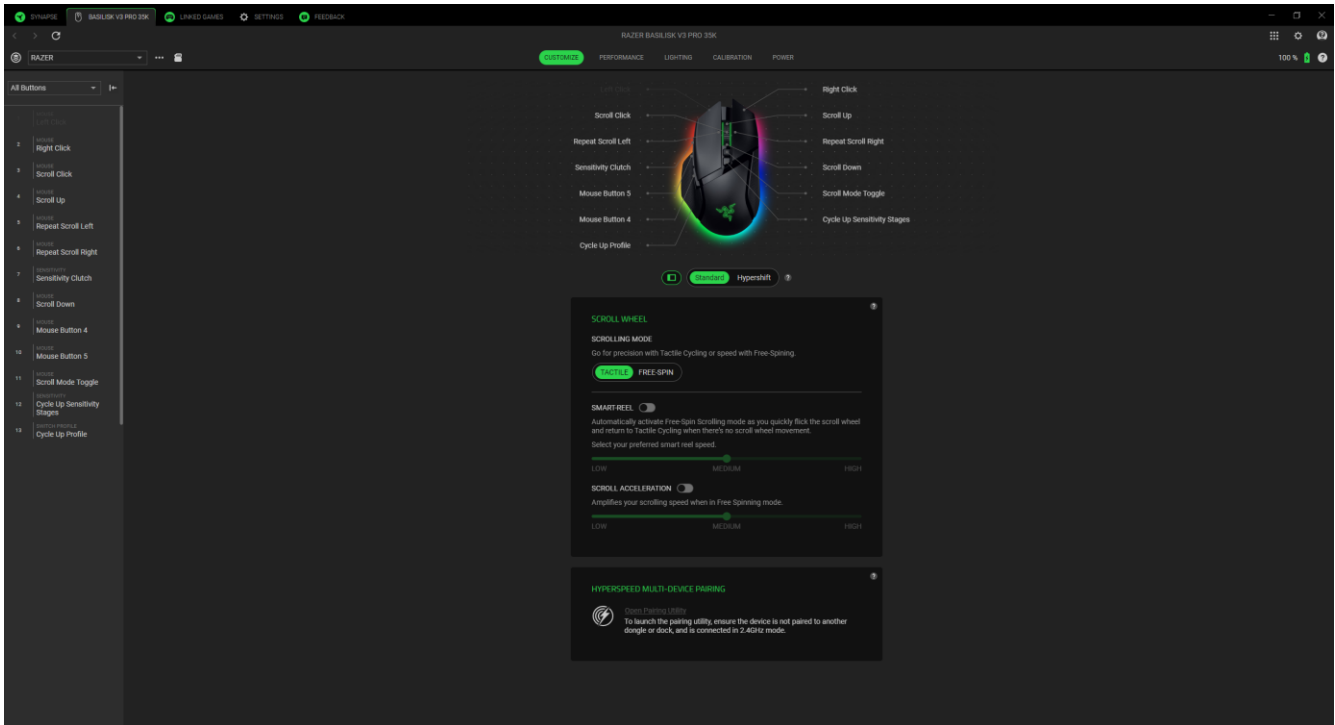 SYNAPSE
BASILISK V3 PRO 35K
LINKED GAMES
SETTINGS
FEEDBACK
RAZER BASILISK V3 PRO 35K
RAZER
CUSTOMIZE
PERFORMANCE
LIGHTING
CALIBRATION
POWER
100 %
All Buttons
MOUSE
Left Click
2
MOUSE
Right Click
3
MOUSE
Scroll Click
4
MOUSE
Scroll Up
5
MOUSE
Repeat Scroll Left
6
MOUSE
Repeat Scroll Right
7
SENSITIVITY
Sensitivity Clutch
8
MOUSE
Scroll Down
9
MOUSE
Mouse Button 4
10
MOUSE
Mouse Button 5
11
MOUSE
Scroll Mode Toggle
12
SENSITIVITY
Cycle Up Sensitivity
Stages
13
SWITCH PROFILE
Cycle Up Profile
Left Click
Scroll Click
Repeat Scroll Left
Sensitivity Clutch
Mouse Button 5
Mouse Button 4
Cycle Up Profile
Right Click
Scroll Up
Repeat Scroll Right
Scroll Down
Scroll Mode Toggle
Cycle Up Sensitivity Stages
Standard
Hypershift
?
?
SCROLL WHEEL
SCROLLING MODE
Go for precision with Tactile Cycling or speed with Free-Spining.
TACTILE
FREE-SPIN
SMART-REEL
Automatically activate Free-Spin Scrolling mode as you quickly flick the scroll wheel
and return to Tactile Cycling when there's no scroll wheel movement.
Select your preferred smart reel speed.
LOW
MEDIUM
HIGH
SCROLL ACCELERATION
Amplifies your scrolling speed when in Free Spinning mode.
LOW
MEDIUM
HIGH
?
HYPERSPEED MULTI-DEVICE PAIRING
Open Pairing Utility
To launch the pairing utility, ensure the device is not paired to another
dongle or dock, and is connected in 2.4GHz mode.